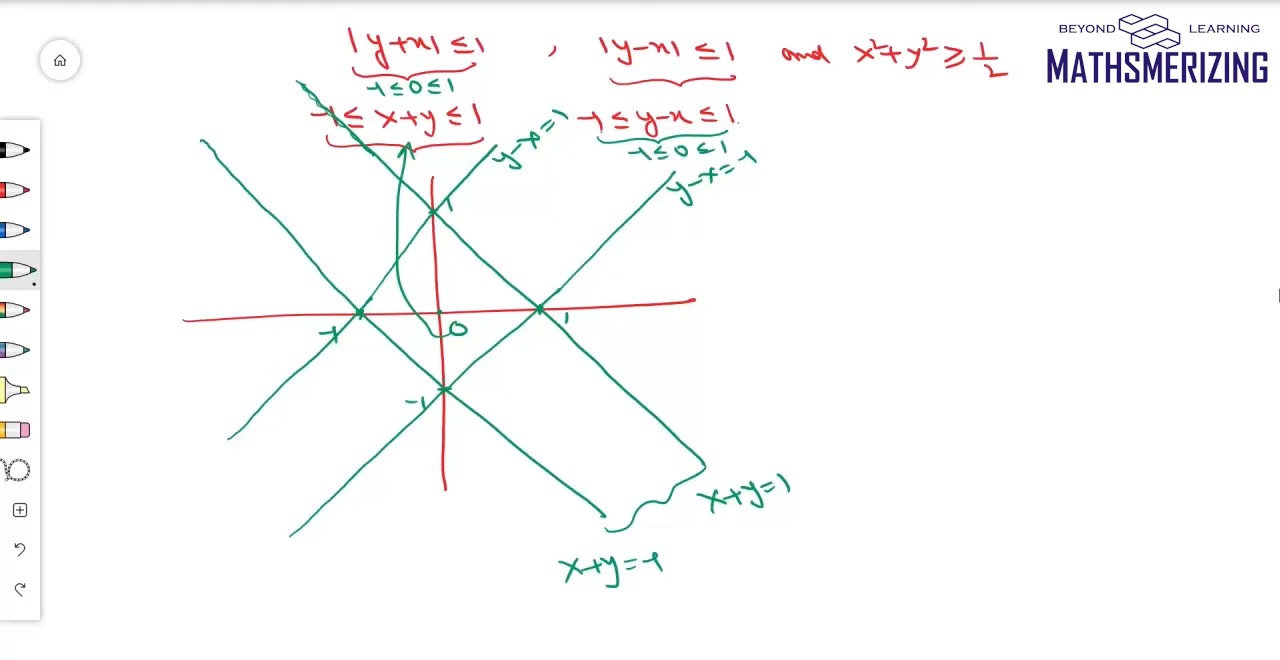 BEYOND LEARNING
MATHSMERIZING
|y+x| ≤ 1 , |y-x| ≤ 1 and x²+y² ≥ 1/2
-1 ≤ 0 ≤ 1
-1 ≤ x+y ≤ 1 -1 ≤ y-x ≤ 1
-1 ≤ 0 ≤ 1
y-x=1
y-x=-1
1
-1 0 1
-1
x+y=1
x+y=-1